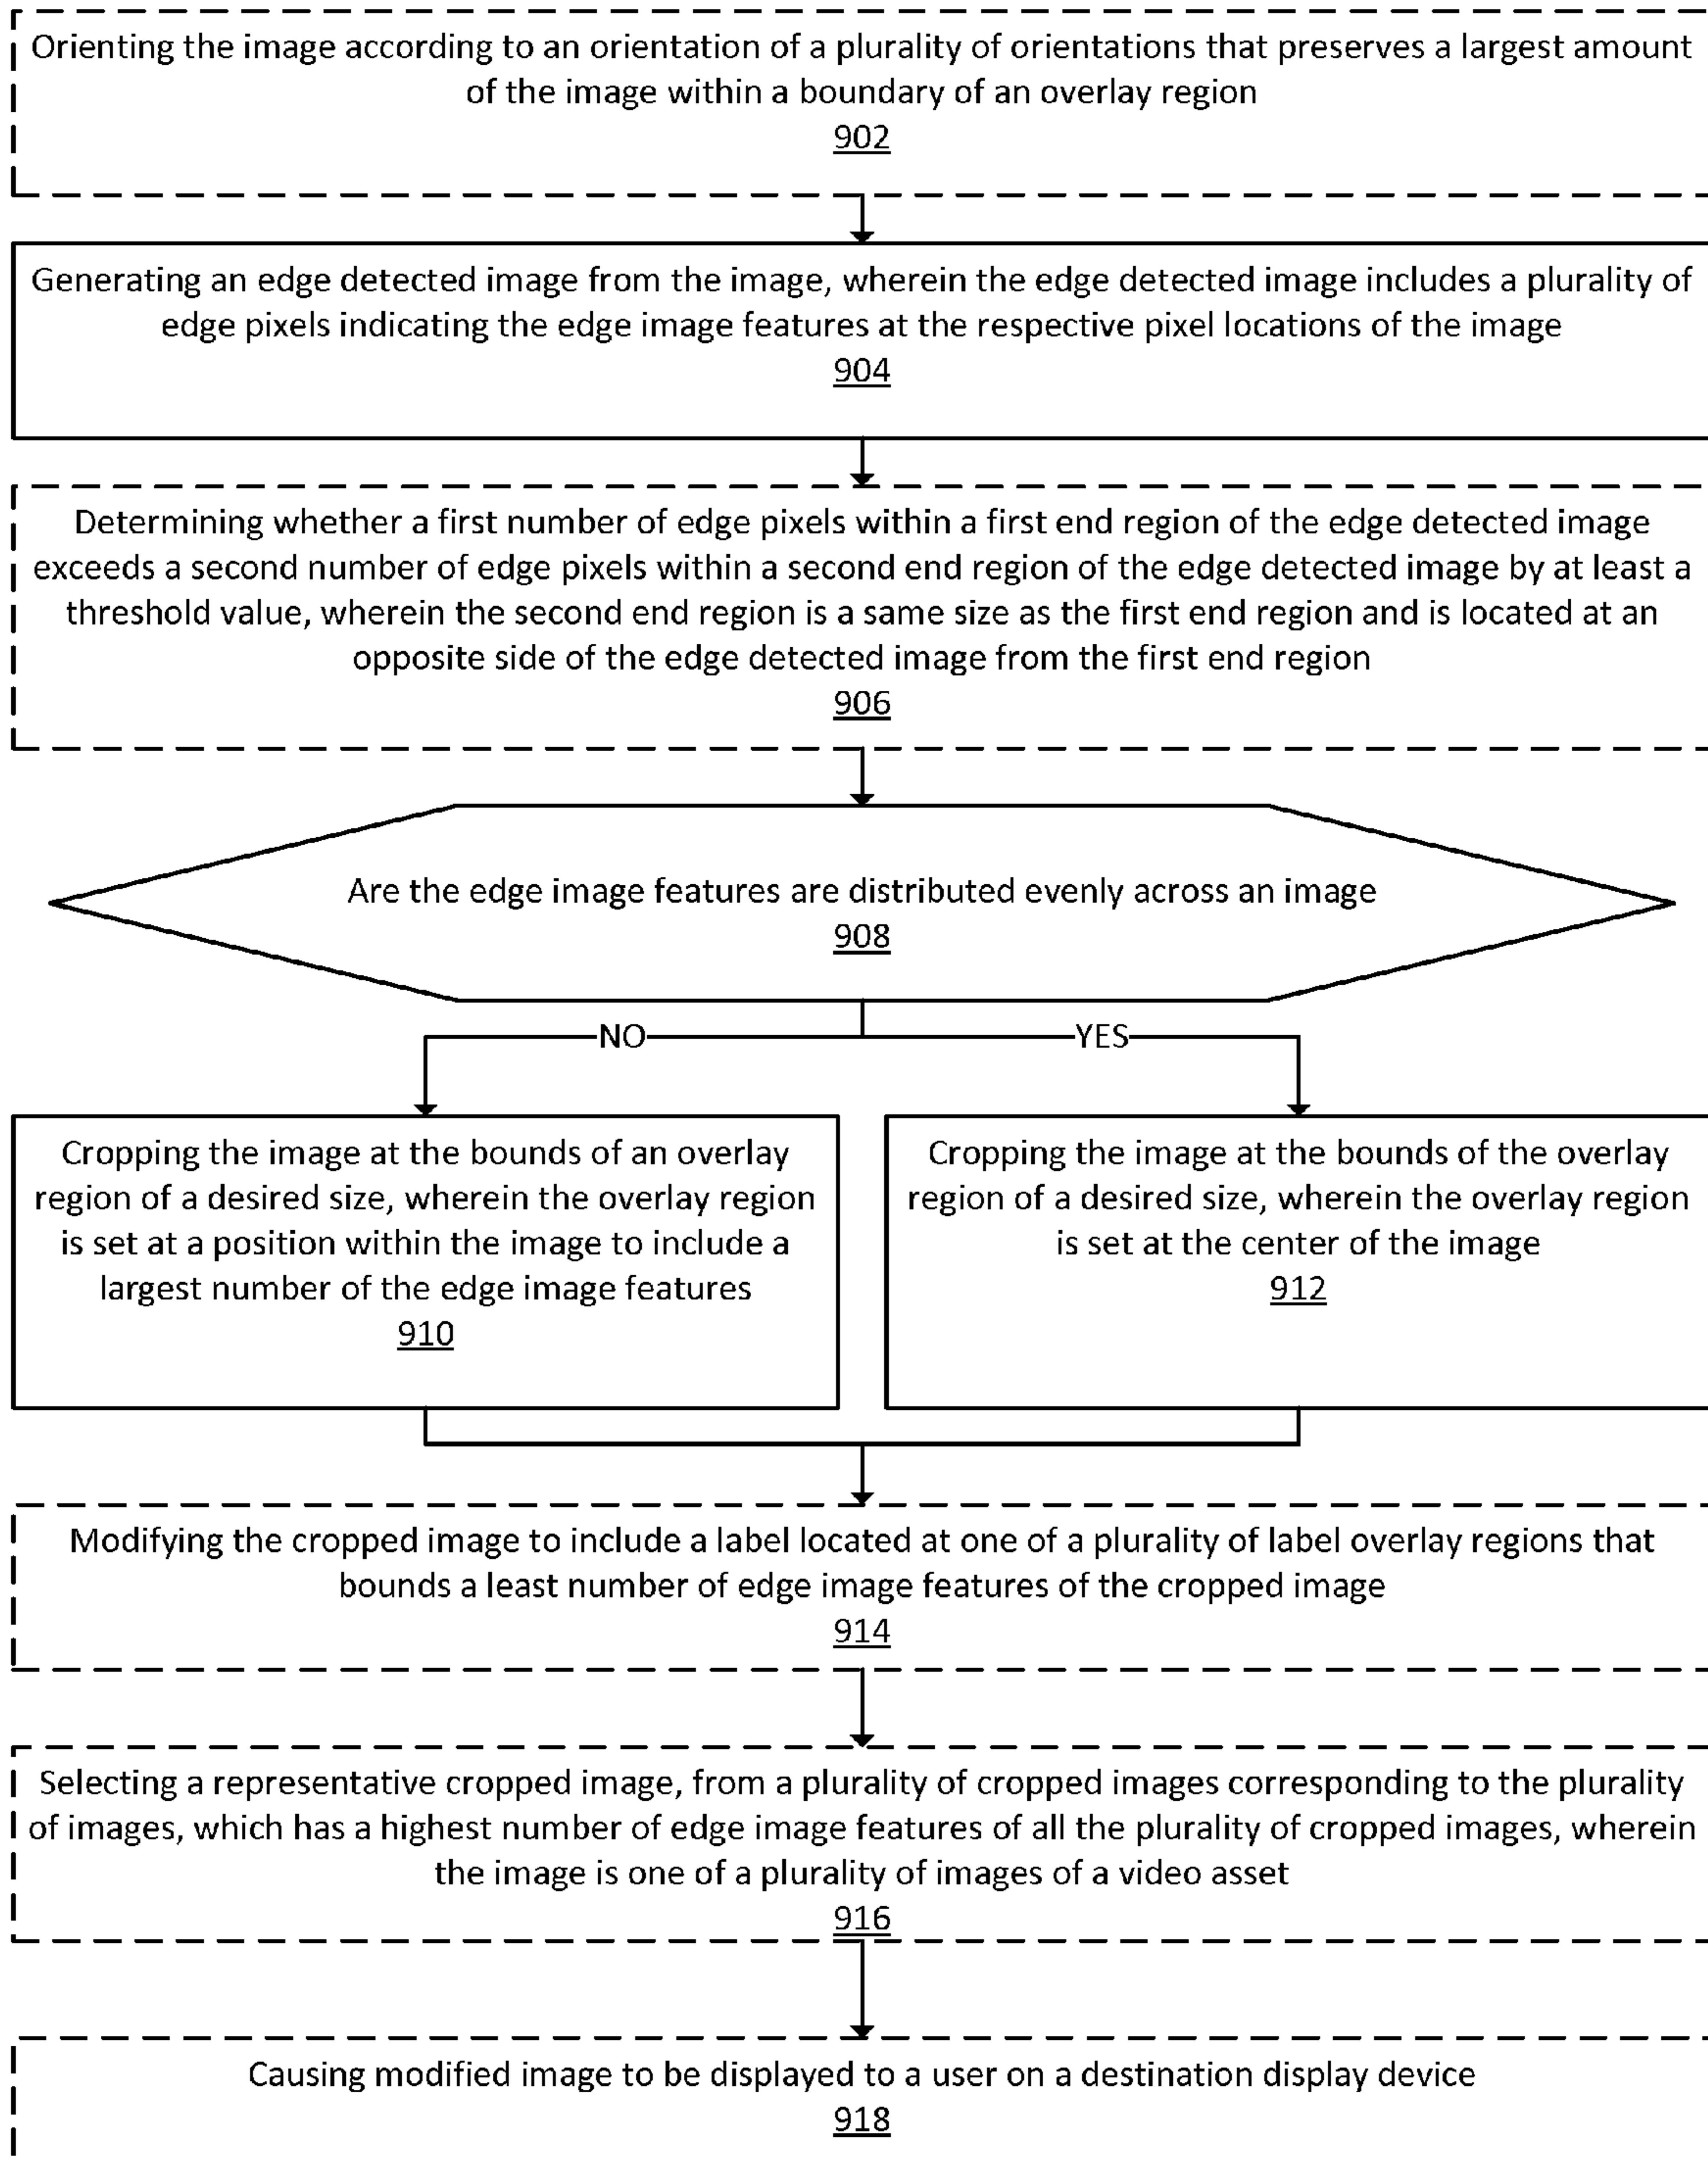 Orienting the image according to an orientation of a plurality of orientations that preserves a largest amount
of the image within a boundary of an overlay region
902
Generating an edge detected image from the image, wherein the edge detected image includes a plurality of
edge pixels indicating the edge image features at the respective pixel locations of the image
904
Determining whether a first number of edge pixels within a first end region of the edge detected image
exceeds a second number of edge pixels within a second end region of the edge detected image by at least a
threshold value, wherein the second end region is a same size as the first end region and is located at an
opposite side of the edge detected image from the first end region
906
Are the edge image features are distributed evenly across an image
908
NO
YES
Cropping the image at the bounds of an overlay
region of a desired size, wherein the overlay region
is set at a position within the image to include a
largest number of the edge image features
910
Cropping the image at the bounds of the overlay
region of a desired size, wherein the overlay region
is set at the center of the image
912
Modifying the cropped image to include a label located at one of a plurality of label overlay regions that
bounds a least number of edge image features of the cropped image
914
Selecting a representative cropped image, from a plurality of cropped images corresponding to the plurality
of images, which has a highest number of edge image features of all the plurality of cropped images, wherein
the image is one of a plurality of images of a video asset
916
Causing modified image to be displayed to a user on a destination display device
918